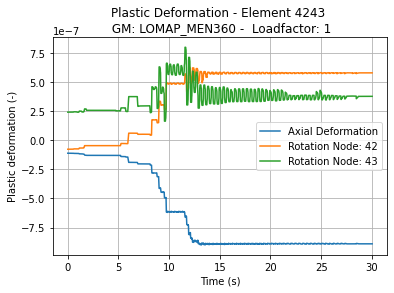 Plastic Deformation - Element 4243
GM: LOMAP_MEN360 -  Loadfactor: 1
1e−7
7.5
5.0
2.5
0.0
−2.5
−5.0
−7.5
Plastic deformation (-)
Axial Deformation
Rotation Node: 42
Rotation Node: 43
0
5
10
15
20
25
30
Time (s)